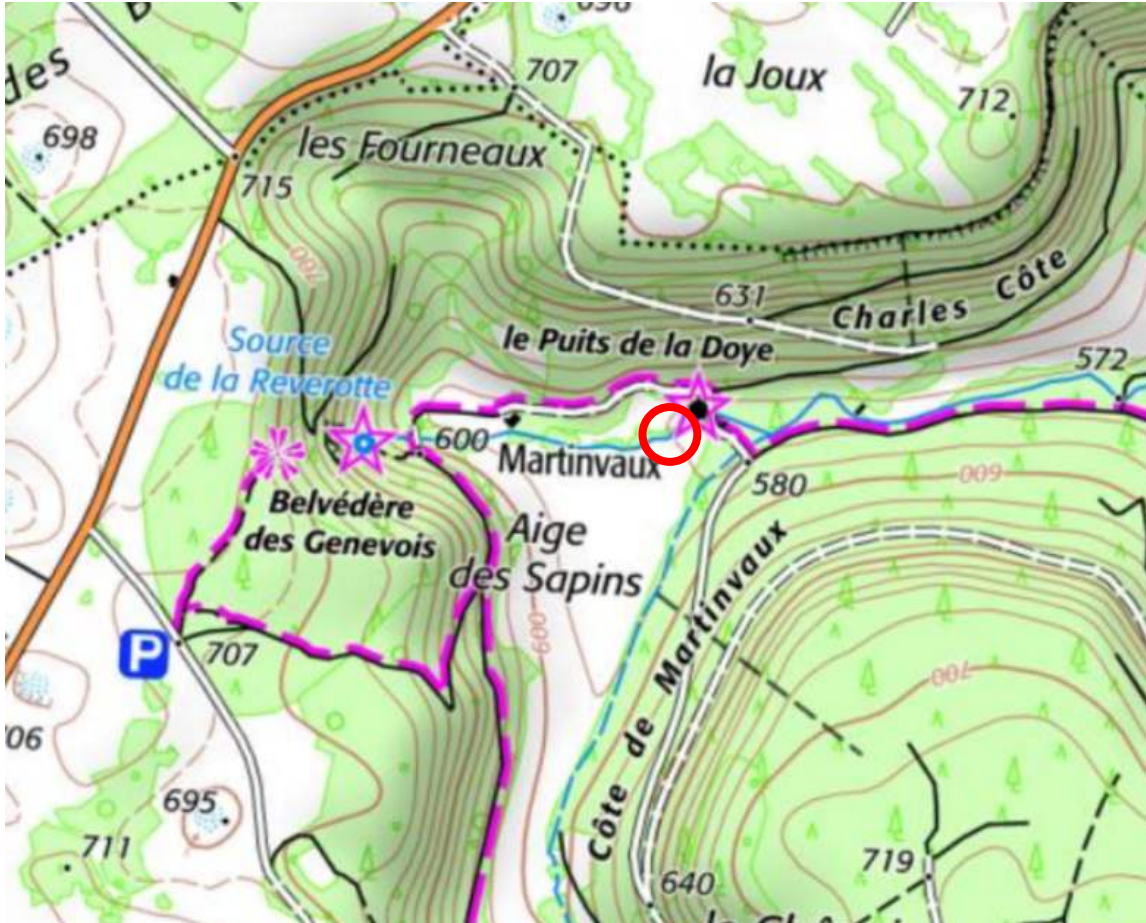 698
707
la Joux
712
les Fourneaux
715
700
631
Charles Côte
le Puits de la Doye
572
Source
de la Reverotte
600
Martinvaux
580
600
Belvédère
des Genevois
Aige
des Sapins
600
Côte de Martinvaux
P
707
700
695
711
719
640